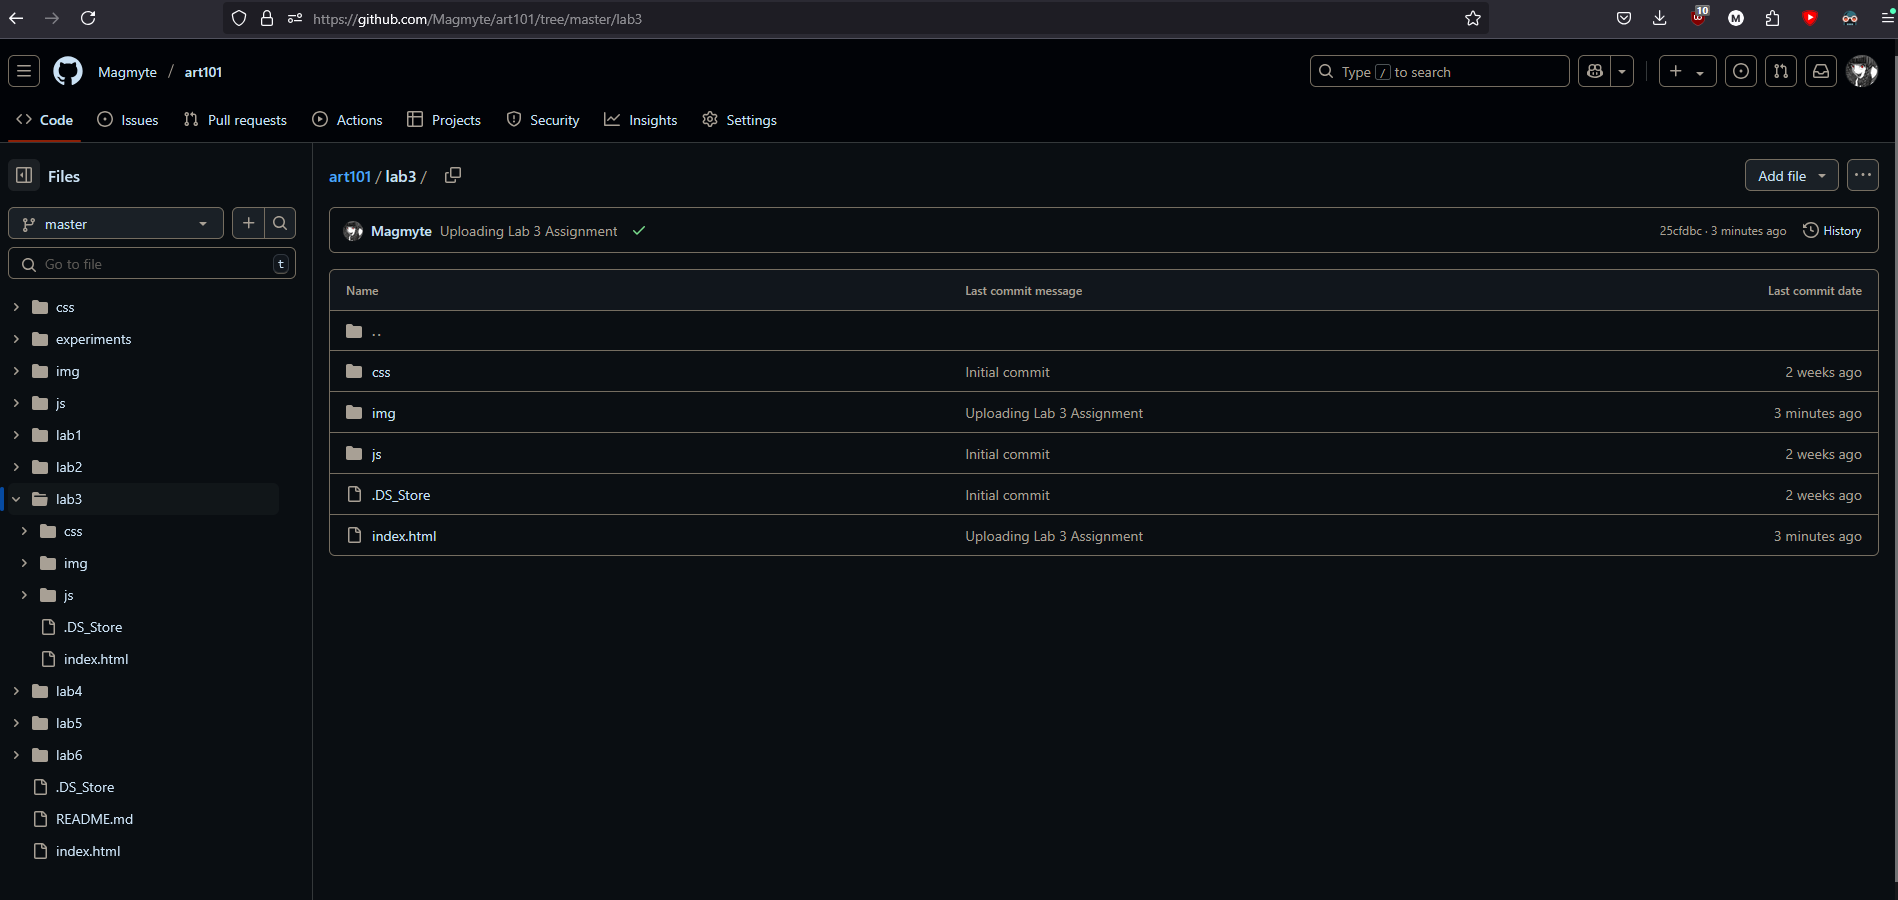 https://github.com/Magmyte/art101/tree/master/lab3
10
M
Magmyte / art101
Type / to search
Code Issues Pull requests Actions Projects Security Insights Settings
Files
master
Go to file t
css
experiments
img
js
lab1
lab2
lab3
css
img
js
.DS_Store
index.html
lab4
lab5
lab6
.DS_Store
README.md
index.html
art101 / lab3 /
Add file
Magmyte Uploading Lab 3 Assignment 25cfdbc · 3 minutes ago History
Name Last commit message Last commit date
..
css Initial commit 2 weeks ago
img Uploading Lab 3 Assignment 3 minutes ago
js Initial commit 2 weeks ago
.DS_Store Initial commit 2 weeks ago
index.html Uploading Lab 3 Assignment 3 minutes ago